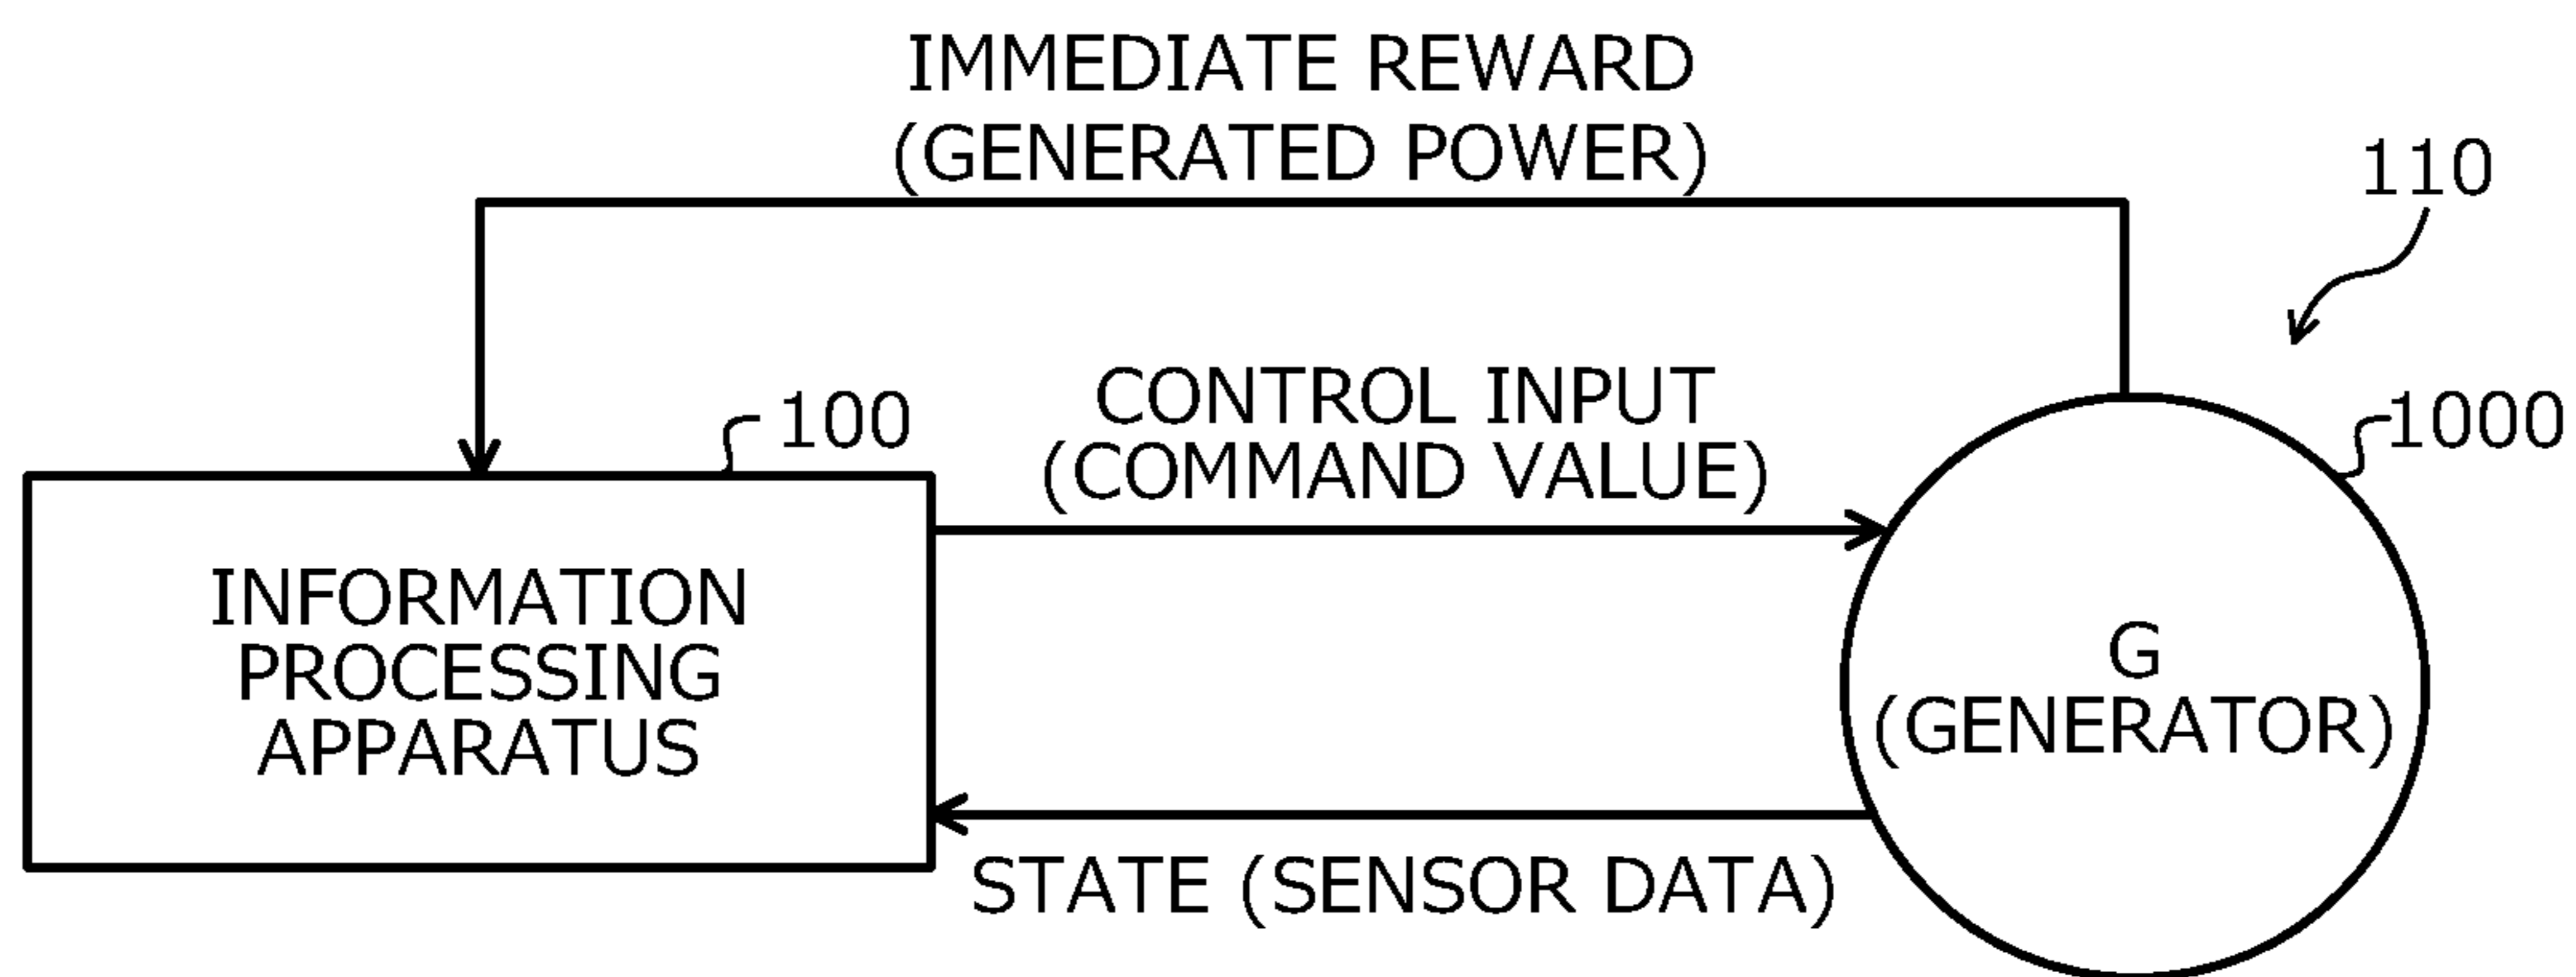 IMMEDIATE REWARD
(GENERATED POWER)
110
CONTROL INPUT
(COMMAND VALUE)
100
1000
INFORMATION
PROCESSING
APPARATUS
G
(GENERATOR)
STATE (SENSOR DATA)